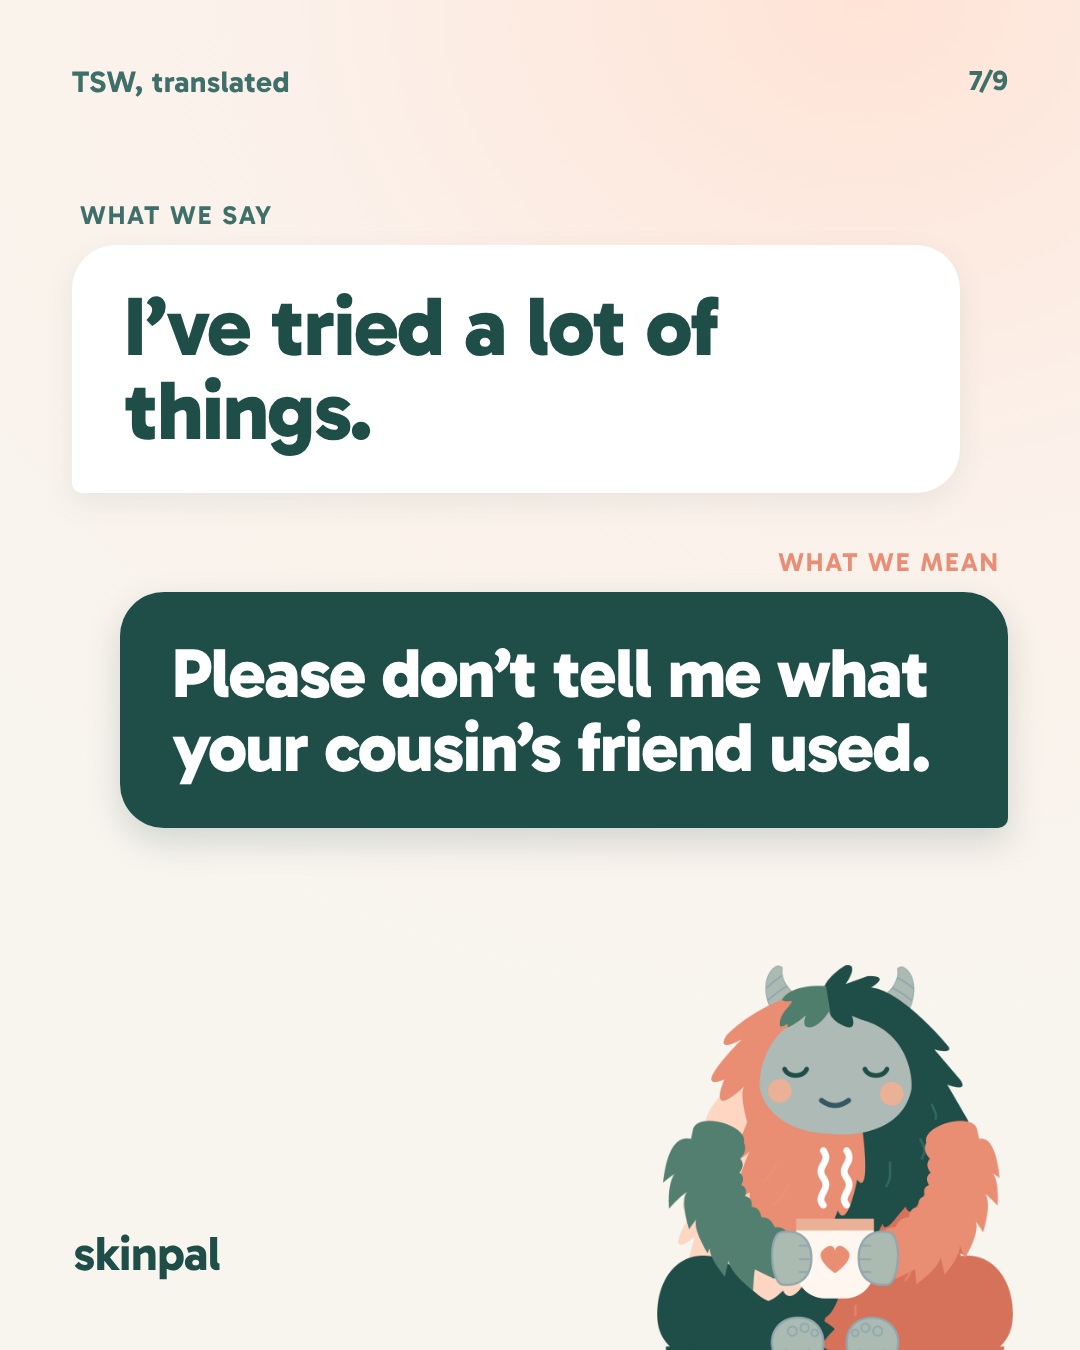 TSW, translated
7/9
WHAT WE SAY
I’ve tried a lot of
things.
WHAT WE MEAN
Please don’t tell me what
your cousin’s friend used.
skinpal